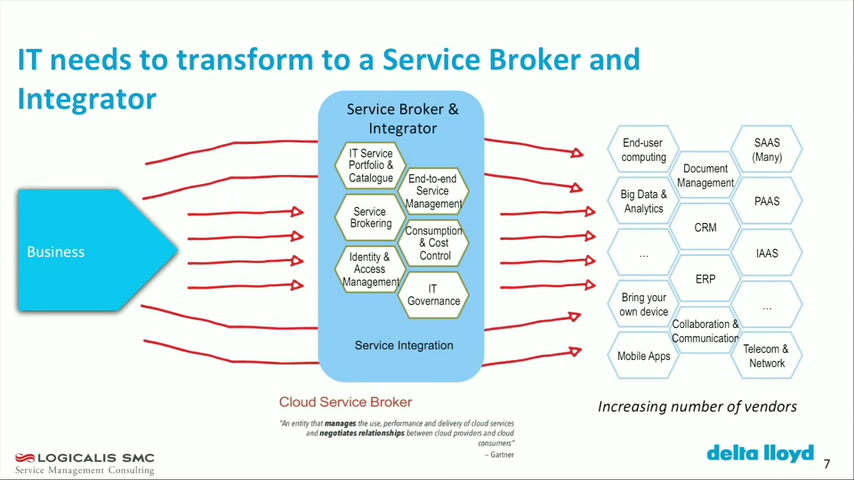 IT needs to transform to a Service Broker and
Integrator
Business
Service Broker &
Integrator
IT Service
Portfolio &
Catalogue
End-to-end
Service
Management
Service
Brokering
Consumption
& Cost
Control
Identity &
Access
Management
IT
Governance
Service Integration
End-user
computing
Big Data &
Analytics
...
Bring your
own device
Mobile Apps
Document
Management
CRM
ERP
Collaboration &
Communication
SAAS
(Many)
PAAS
IAAS
...
Telecom &
Network
Increasing number of vendors
Cloud Service Broker
"An entity that manages the use, performance and delivery of cloud services
and negotiates relationships between cloud providers and cloud
consumers"
– Gartner
LOGICALIS SMC
Service Management Consulting
delta lloyd
7